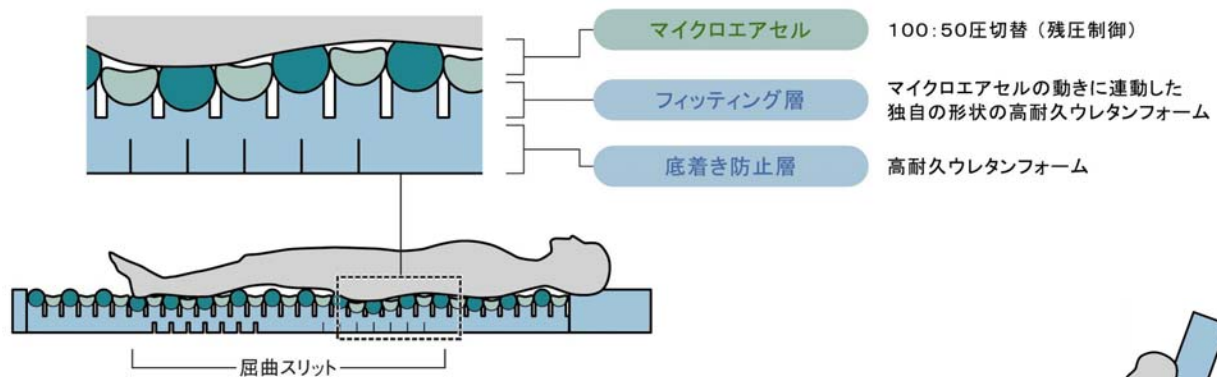 マイクロエアセル
100:50圧切替（残圧制御）
フィッティング層
マイクロエアセルの動きに連動した
独自の形状の高耐久ウレタンフォーム
底着き防止層
高耐久ウレタンフォーム
屈曲スリット